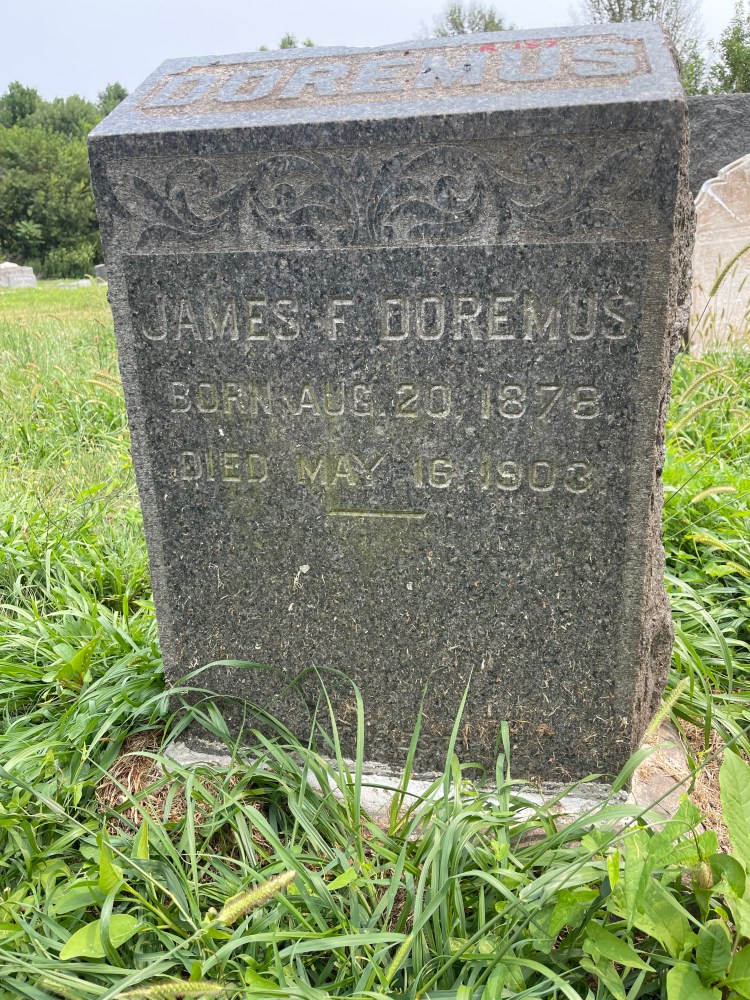 DOREMUS
JAMES F. DOREMUS
BORN AUG. 20, 1878
DIED MAY 16, 1903